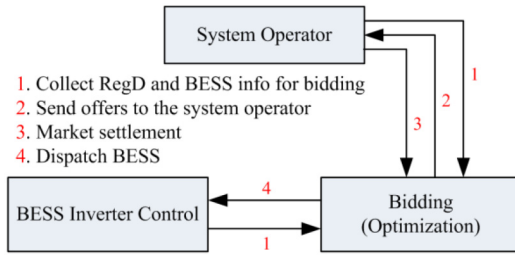 System Operator
1. Collect RegD and BESS info for bidding
2. Send offers to the system operator
3. Market settlement
4. Dispatch BESS
1
2
3
4
BESS Inverter Control
1
Bidding
(Optimization)